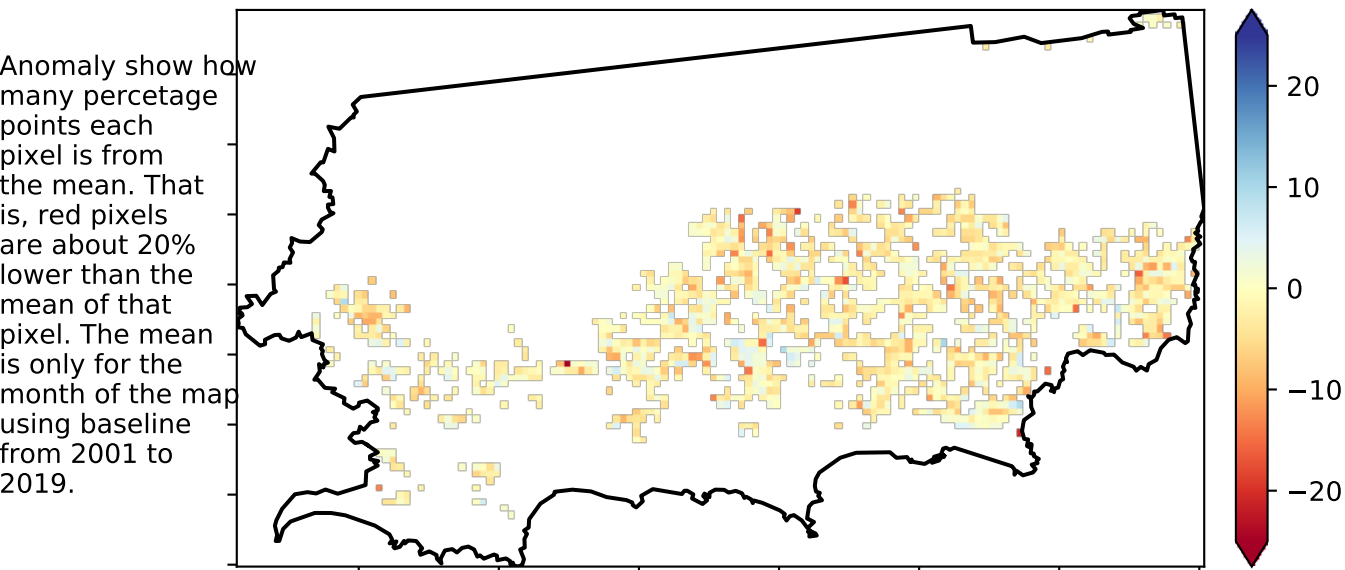 Anomaly show how
many percetage
points each
pixel is from
the mean. That
is, red pixels
are about 20%
lower than the
mean of that
pixel. The mean
is only for the
month of the map
using baseline
from 2001 to
2019.
20
10
0
−10
−20